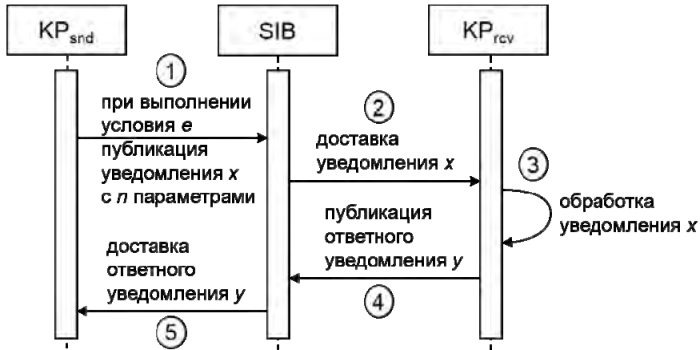 KPsnd
SIB
KPrcv
1
при выполнении
условия e
публикация
уведомления x
с n параметрами
2
доставка
уведомления x
3
обработка
уведомления x
публикация
ответного
уведомления y
4
доставка
ответного
уведомления y
5